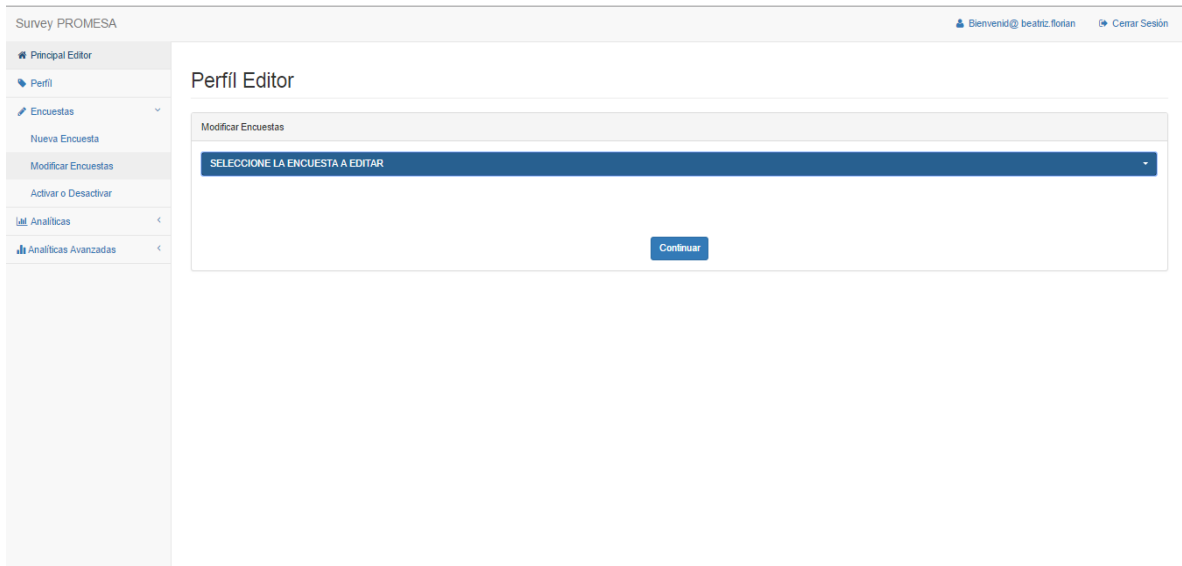 Survey PROMESA
Bienvenid@ beatriz.florian
Cerrar Sesión
Principal Editor
Perfíl
Encuestas
Nueva Encuesta
Modificar Encuestas
Activar o Desactivar
Analíticas
Analíticas Avanzadas
Perfíl Editor
Modificar Encuestas
SELECCIONE LA ENCUESTA A EDITAR
Continuar